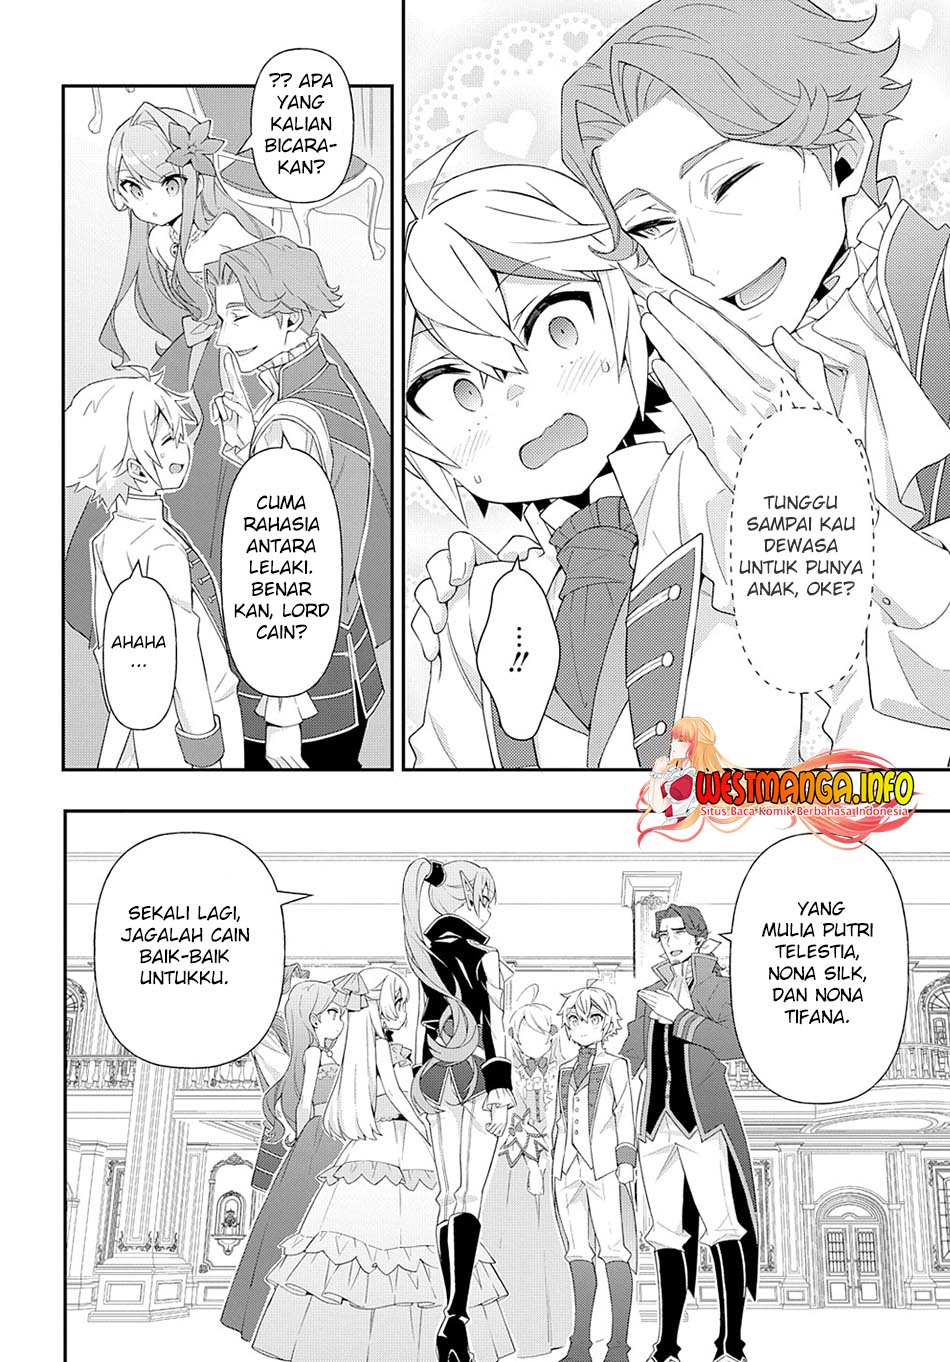 TUNGGU
SAMPAI KAU
DEWASA
UNTUK PUNYA
ANAK, OKE?
...!!
?? APA
YANG
KALIAN
BICARA-
KAN?
CUMA
RAHASIA
ANTARA
LELAKI.
BENAR
KAN, LORD
CAIN?
AHAHA
...
WESTMANGA.INFO
Situs Baca Komik Berbahasa Indonesia
YANG
MULIA PUTRI
TELESTIA,
NONA SILK,
DAN NONA
TIFANA.
SEKALI LAGI,
JAGALAH CAIN
BAIK-BAIK
UNTUKKU.